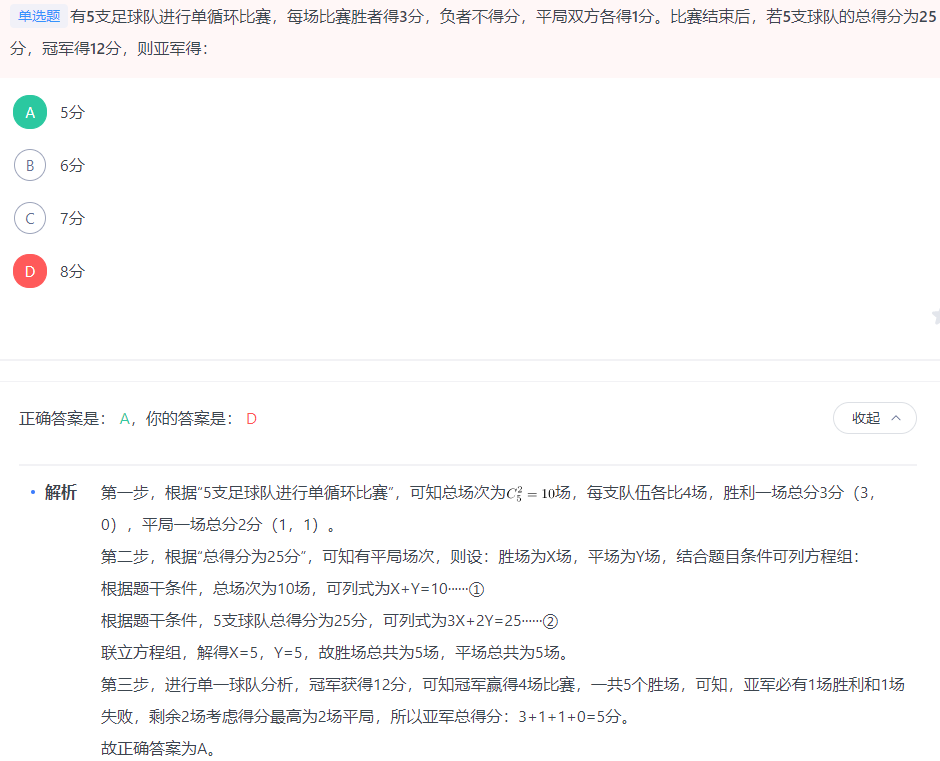 单选题 有5支足球队进行单循环比赛，每场比赛胜者得3分，负者不得分，平局双方各得1分。比赛结束后，若5支球队的总得分为25
分，冠军得12分，则亚军得：
A 5分
B 6分
C 7分
D 8分
正确答案是： A，你的答案是： D
收起
解析 第一步，根据“5支足球队进行单循环比赛”，可知总场次为C₅²=10场，每支队伍各比4场，胜利一场总分3分（3，
0），平局一场总分2分（1，1）。
第二步，根据“总得分为25分”，可知有平局场次，则设：胜场为X场，平场为Y场，结合题目条件可列方程组：
根据题干条件，总场次为10场，可列式为X+Y=10······①
根据题干条件，5支球队总得分为25分，可列式为3X+2Y=25······②
联立方程组，解得X=5，Y=5，故胜场总共为5场，平场总共为5场。
第三步，进行单一球队分析，冠军获得12分，可知冠军赢得4场比赛，一共5个胜场，可知，亚军必有1场胜利和1场
失败，剩余2场考虑得分最高为2场平局，所以亚军总得分：3+1+1+0=5分。
故正确答案为A。